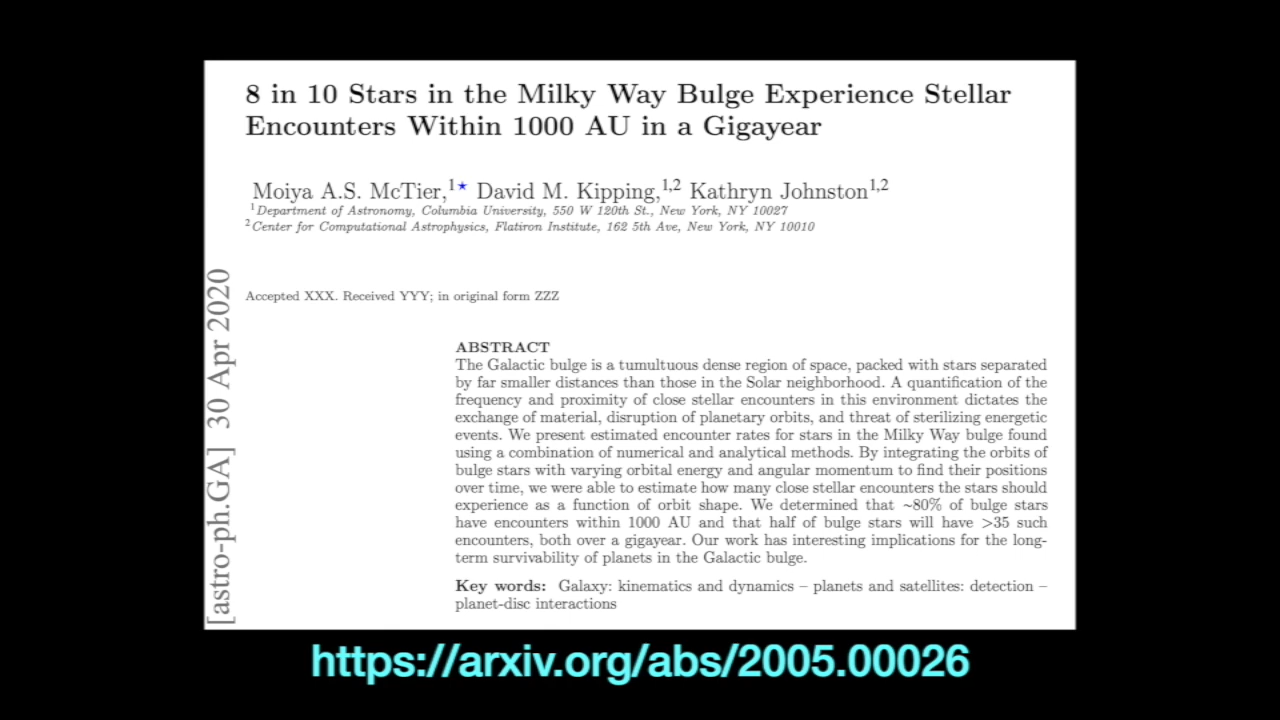 8 in 10 Stars in the Milky Way Bulge Experience Stellar
Encounters Within 1000 AU in a Gigayear
Moiya A.S. McTier,¹⋆ David M. Kipping,¹,² Kathryn Johnston¹,²
¹Department of Astronomy, Columbia University, 550 W 120th St., New York, NY 10027
²Center for Computational Astrophysics, Flatiron Institute, 162 5th Ave, New York, NY 10010
Accepted XXX. Received YYY; in original form ZZZ
[astro-ph.GA] 30 Apr 2020
ABSTRACT
The Galactic bulge is a tumultuous dense region of space, packed with stars separated
by far smaller distances than those in the Solar neighborhood. A quantification of the
frequency and proximity of close stellar encounters in this environment dictates the
exchange of material, disruption of planetary orbits, and threat of sterilizing energetic
events. We present estimated encounter rates for stars in the Milky Way bulge found
using a combination of numerical and analytical methods. By integrating the orbits of
bulge stars with varying orbital energy and angular momentum to find their positions
over time, we were able to estimate how many close stellar encounters the stars should
experience as a function of orbit shape. We determined that ~80% of bulge stars
have encounters within 1000 AU and that half of bulge stars will have >35 such
encounters, both over a gigayear. Our work has interesting implications for the long-
term survivability of planets in the Galactic bulge.
Key words: Galaxy: kinematics and dynamics – planets and satellites: detection –
planet-disc interactions
https://arxiv.org/abs/2005.00026